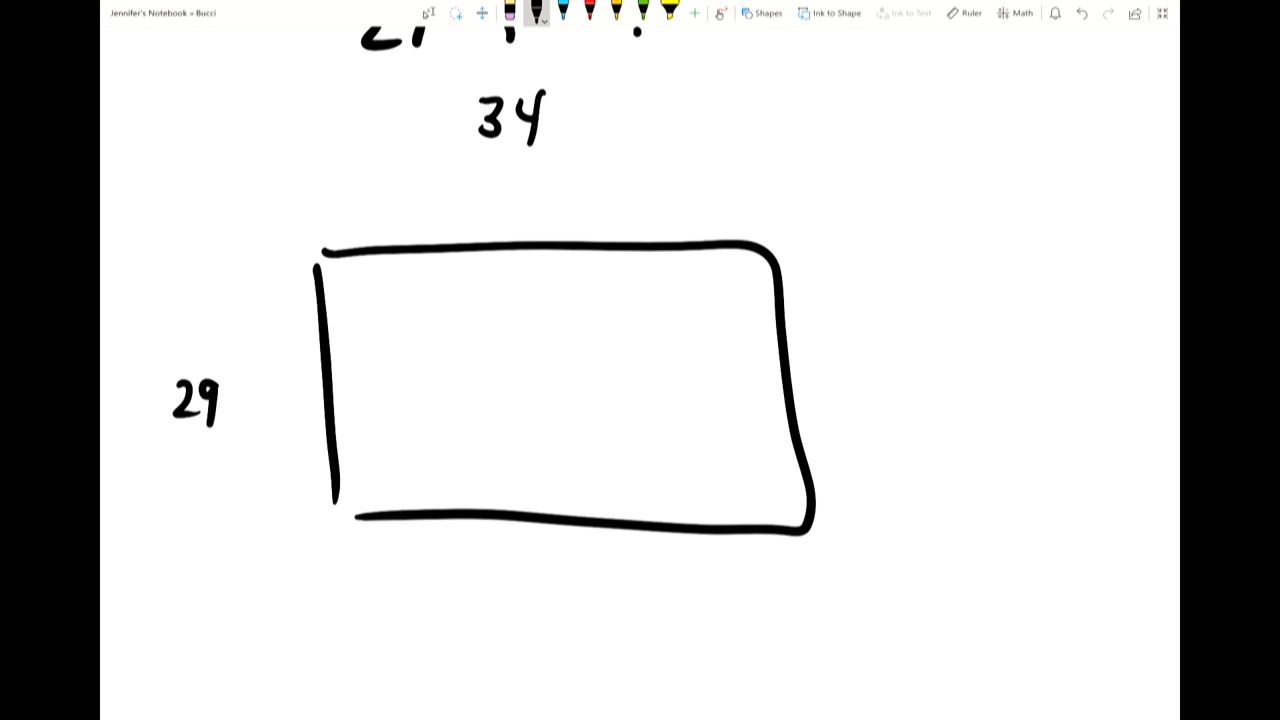 Jennifer's Notebook » Bucci
Shapes Ink to Shape Ink to Text Ruler Math
34
29